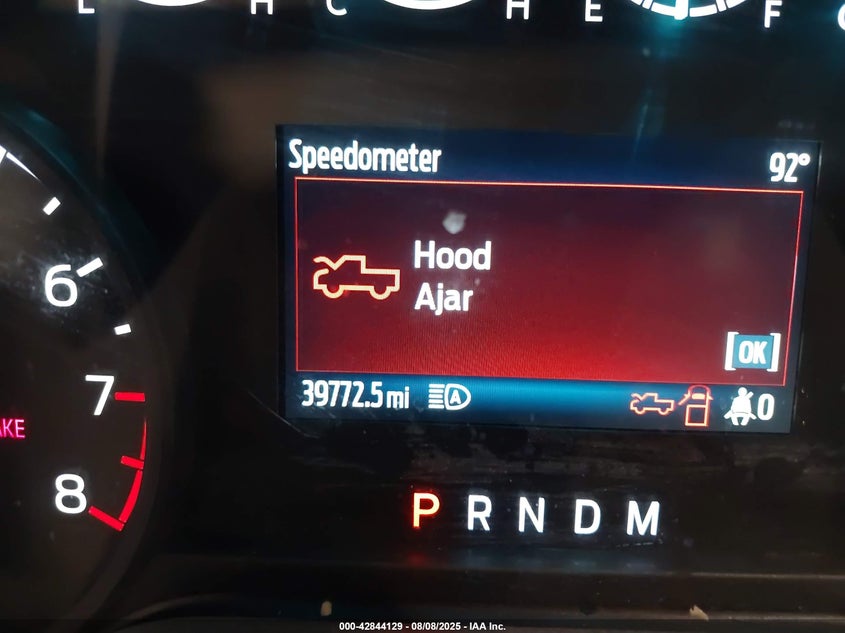 C H E F
Speedometer 92°
Hood
Ajar
[OK]
39772.5 mi A 0
6
7
AKE
8
P R N D M
000-42844129 - 08/08/2025 - IAA Inc.